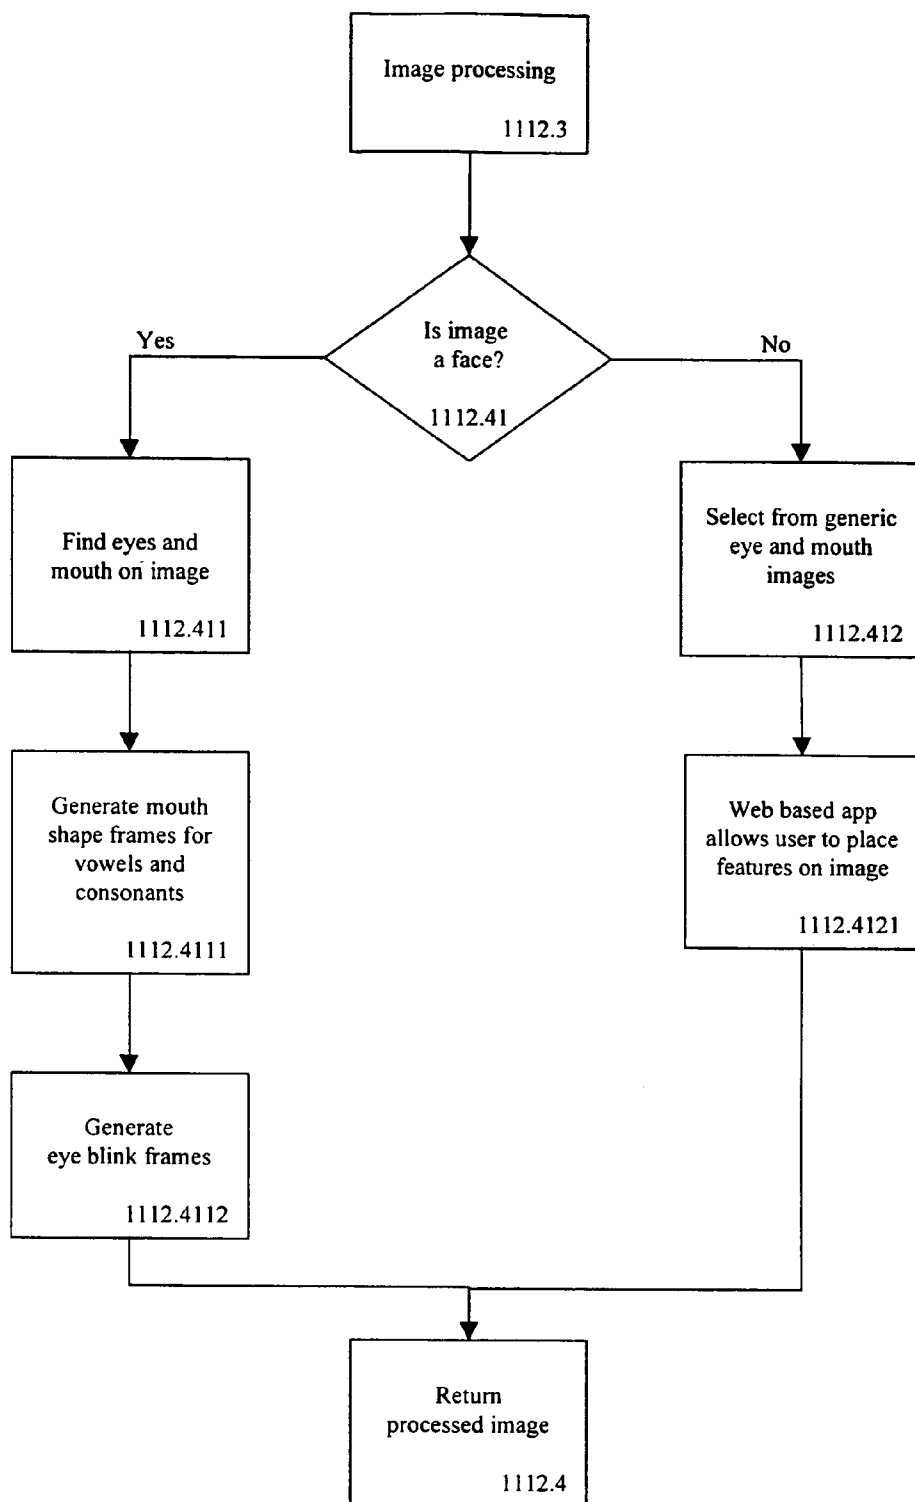 Image processing
1112.3
Is image
a face?
1112.41
Yes
No
Find eyes and
mouth on image
1112.411
Select from generic
eye and mouth
images
1112.412
Generate mouth
shape frames for
vowels and
consonants
1112.4111
Web based app
allows user to place
features on image
1112.4121
Generate
eye blink frames
1112.4112
Return
processed image
1112.4